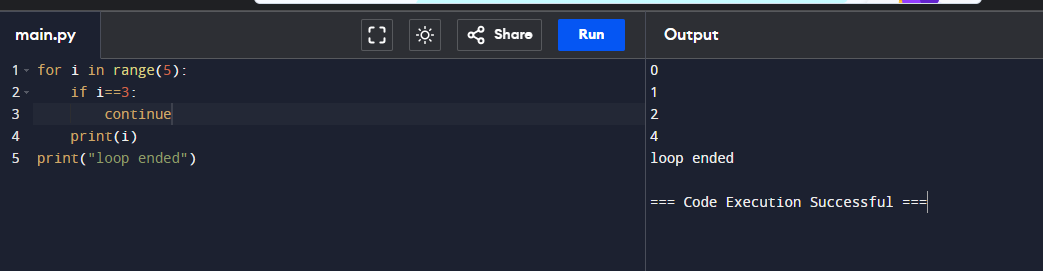 main.py Share Run Output
1 for i in range(5):
2     if i==3:
3         continue
4     print(i)
5 print("loop ended")
0
1
2
4
loop ended
=== Code Execution Successful ===